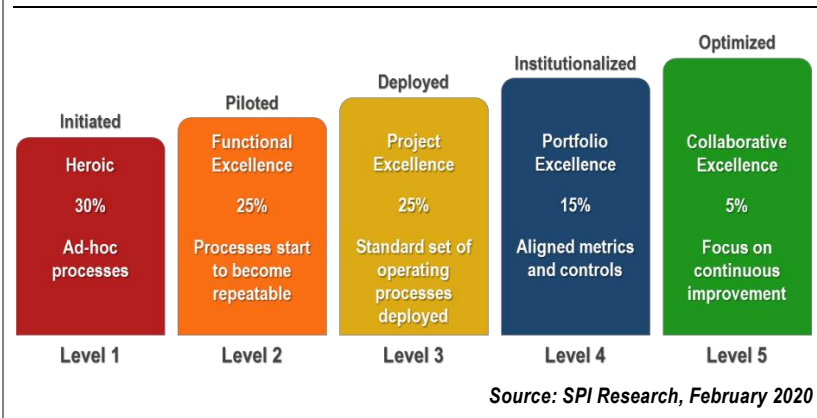 Initiated
Heroic
30%
Ad-hoc
processes
Level 1
Piloted
Functional
Excellence
25%
Processes start
to become
repeatable
Level 2
Deployed
Project
Excellence
25%
Standard set of
operating
processes
deployed
Level 3
Institutionalized
Portfolio
Excellence
15%
Aligned metrics
and controls
Level 4
Optimized
Collaborative
Excellence
5%
Focus on
continuous
improvement
Level 5
Source: SPI Research, February 2020